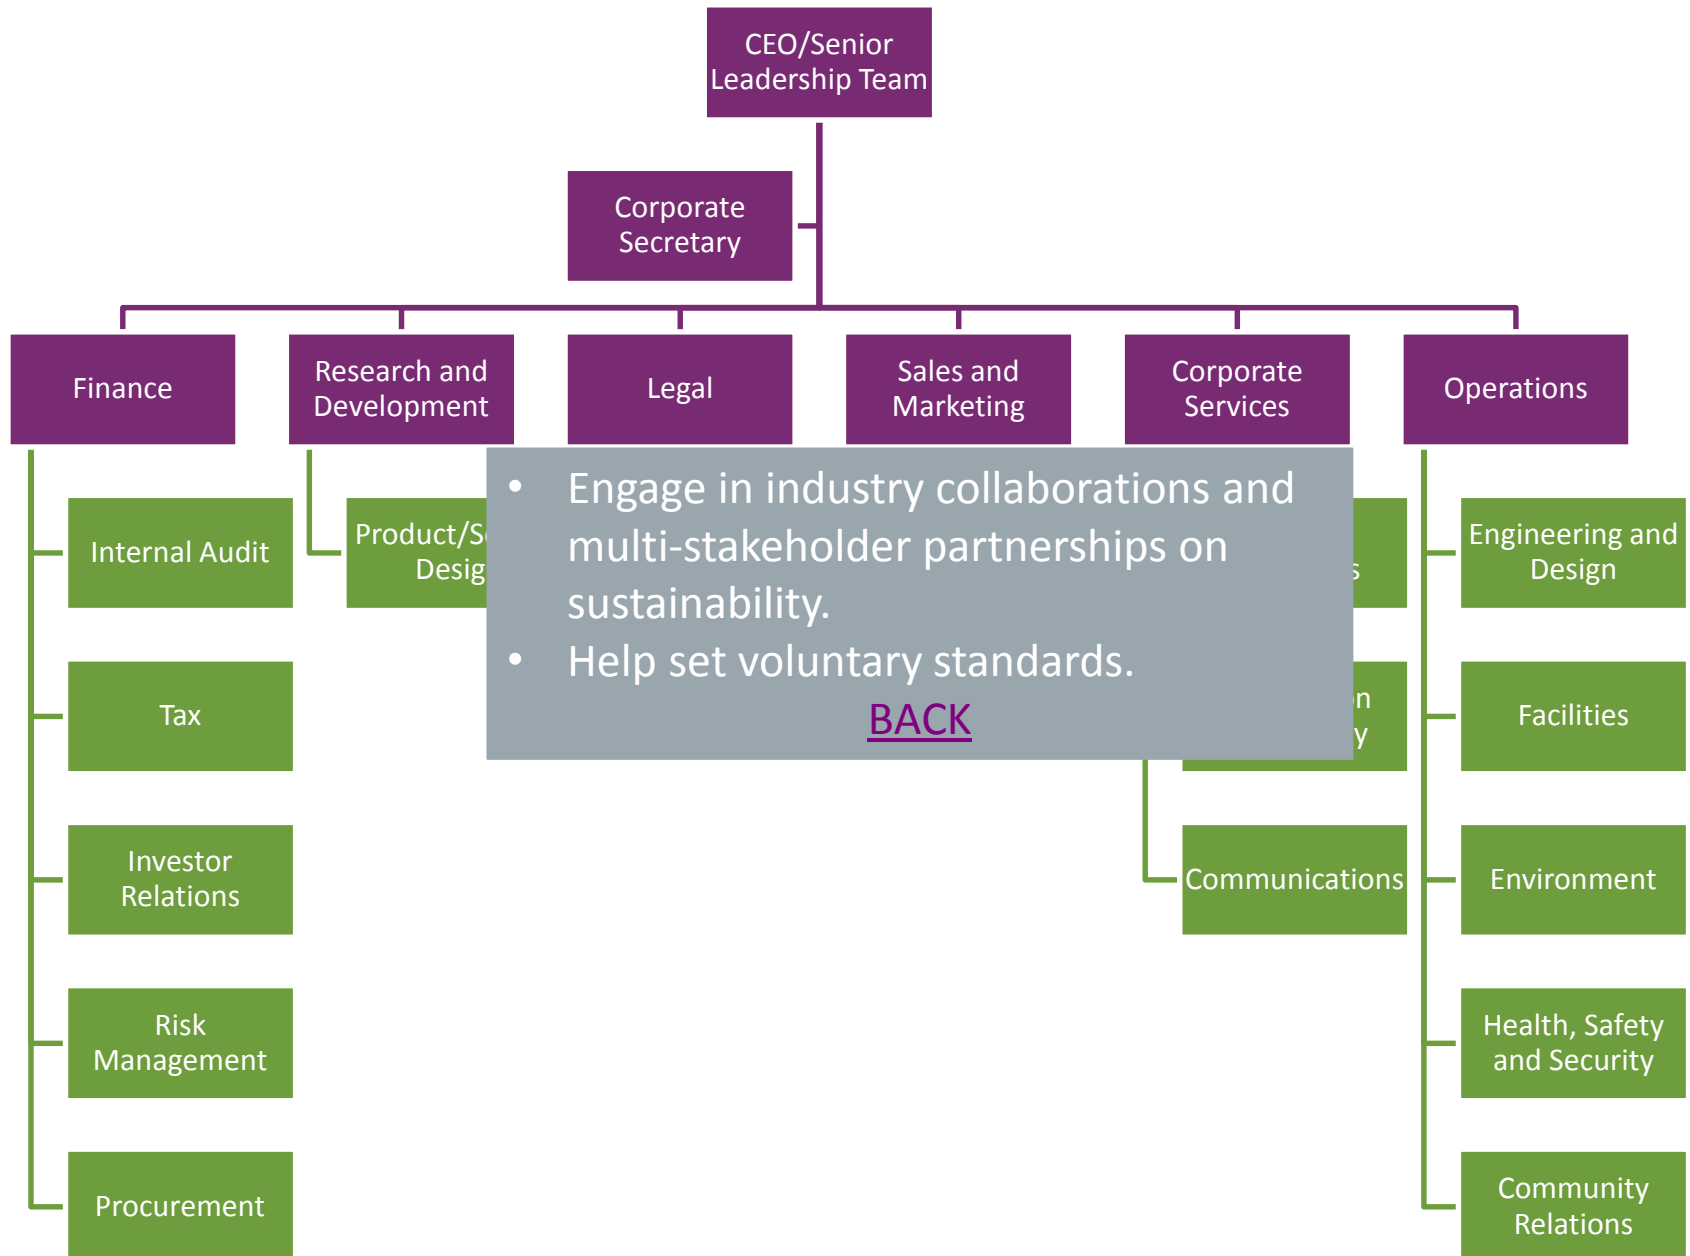 CEO/Senior
Leadership Team
Corporate
Secretary
Finance
Research and
Development
Legal
Sales and
Marketing
Corporate
Services
Operations
Internal Audit
Tax
Investor
Relations
Risk
Management
Procurement
Desig
• Engage in industry collaborations and
multi-stakeholder partnerships on
sustainability.
• Help set voluntary standards.
BACK
Communications
Engineering and
Design
Facilities
Environment
Health, Safety
and Security
Community
Relations